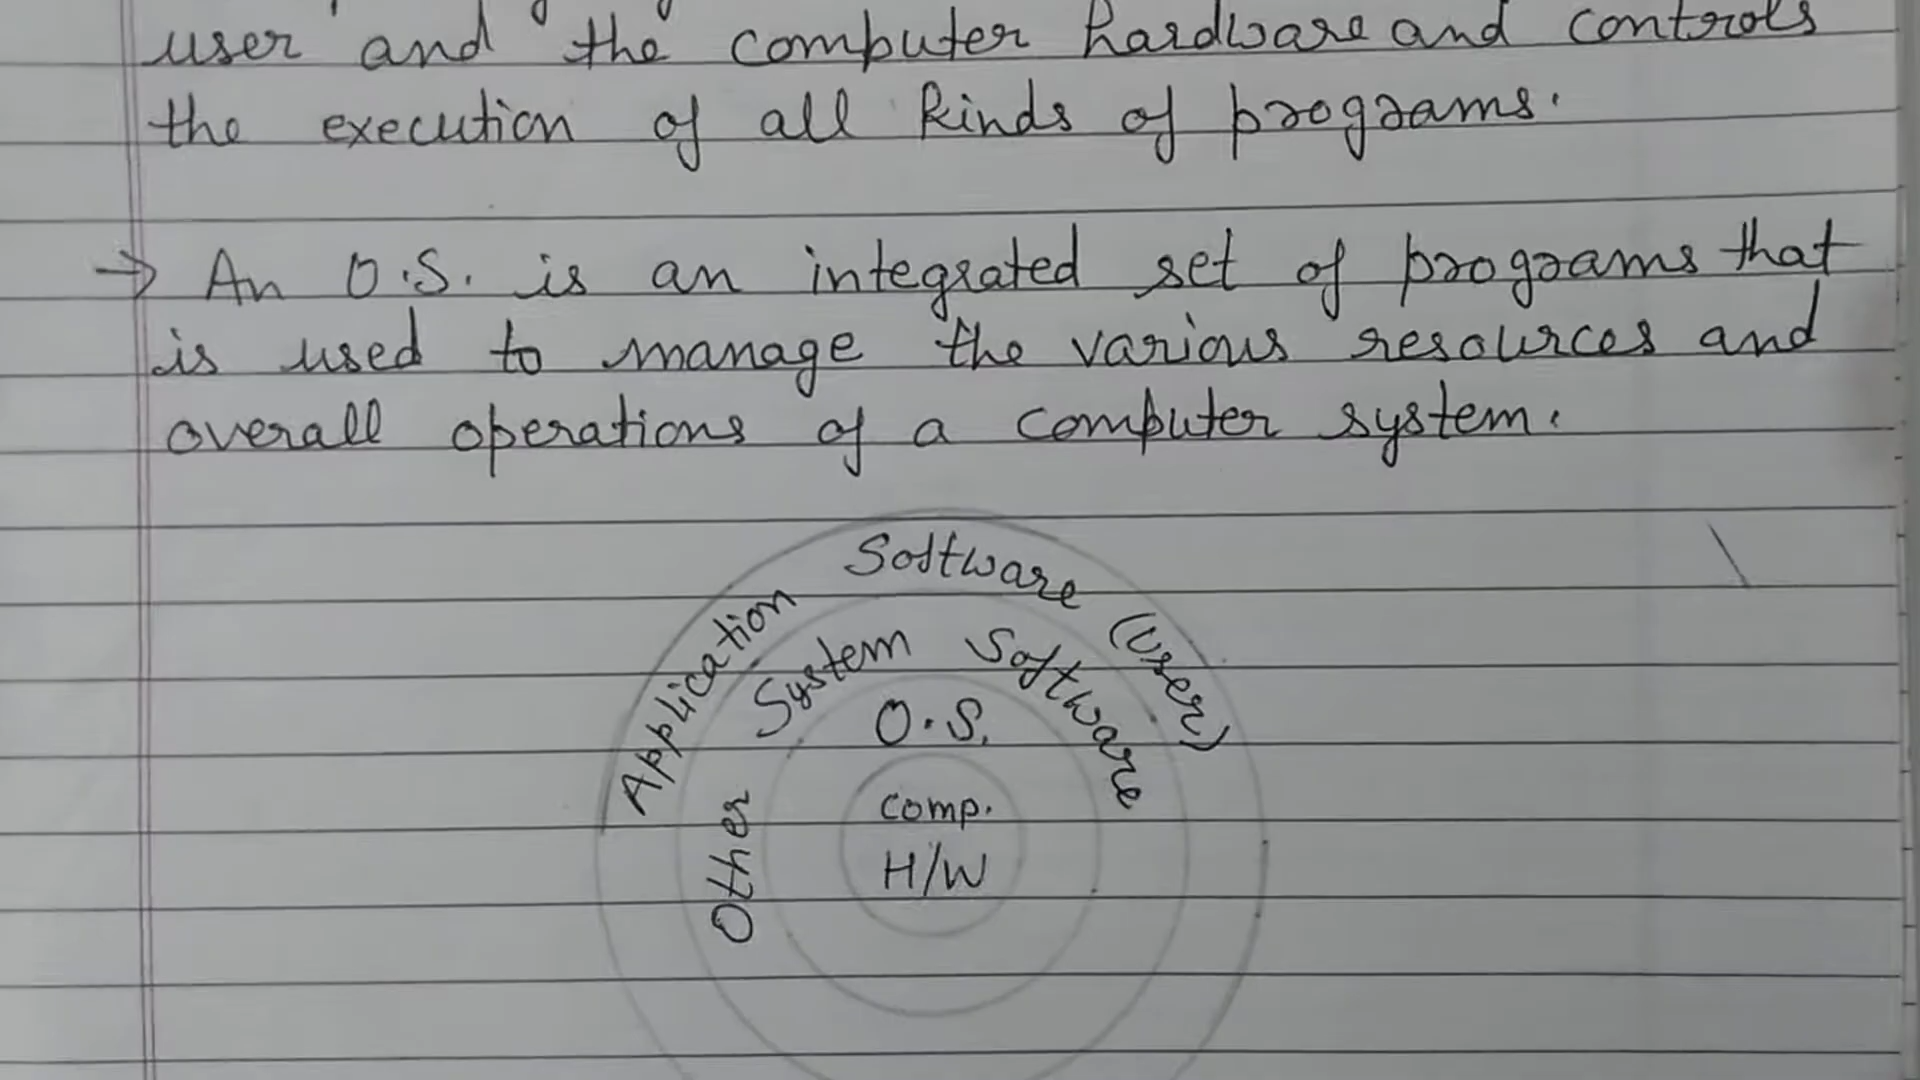 user and the computer hardware and controls
the execution of all kinds of programs.
→ An O.S. is an integrated set of programs that
is used to manage the various resources and
overall operations of a computer system.
Application Software (User)
Other System Software
O.S.
comp.
H/W